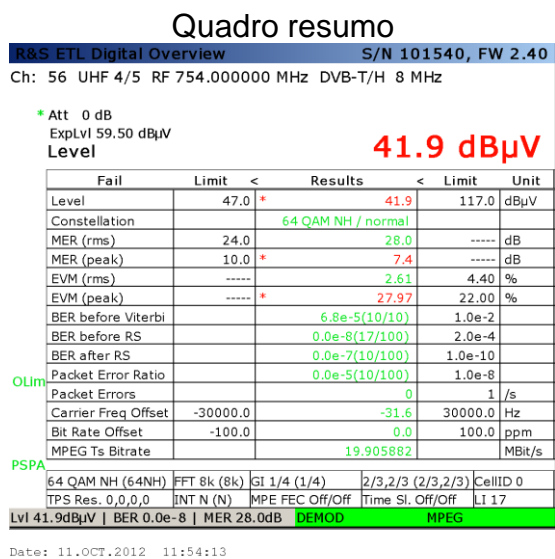 Quadro resumo
R&S ETL Digital Overview S/N 101540, FW 2.40
Ch: 56 UHF 4/5 RF 754.000000 MHz DVB-T/H 8 MHz
* Att 0 dB
ExpLvl 59.50 dBµV
Level 41.9 dBµV
Fail Limit < Results < Limit Unit
Level 47.0 * 41.9 117.0 dBµV
Constellation 64 QAM NH / normal
MER (rms) 24.0 28.0 ----- dB
MER (peak) 10.0 * 7.4 ----- dB
EVM (rms) ----- 2.61 4.40 %
EVM (peak) ----- * 27.97 22.00 %
BER before Viterbi 6.8e-5(10/10) 1.0e-2
BER before RS 0.0e-8(17/100) 2.0e-4
BER after RS 0.0e-7(10/100) 1.0e-10
Packet Error Ratio 0.0e-5(10/100) 1.0e-8
OLim
Packet Errors 0 1 /s
Carrier Freq Offset -30000.0 -31.6 30000.0 Hz
Bit Rate Offset -100.0 0.0 100.0 ppm
MPEG Ts Bitrate 19.905882 MBit/s
PSPA
64 QAM NH (64NH) FFT 8k (8k) GI 1/4 (1/4) 2/3,2/3 (2/3,2/3) CellID 0
TPS Res. 0,0,0,0 INT N (N) MPE FEC Off/Off Time Sl. Off/Off LI 17
Lvl 41.9dBµV | BER 0.0e-8 | MER 28.0dB DEMOD MPEG
Date: 11.OCT.2012 11:54:13